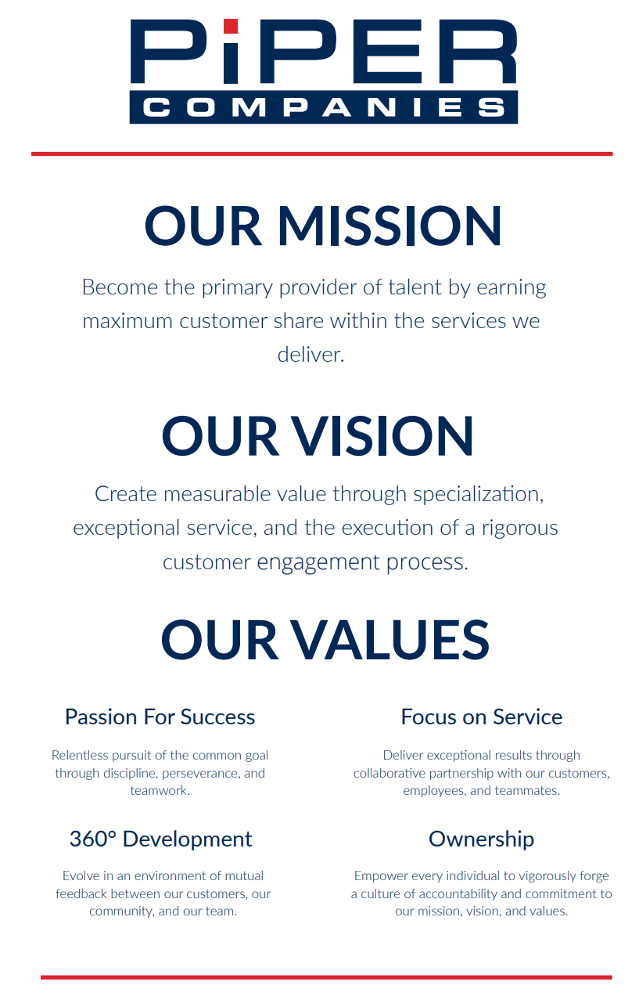 PiPER
COMPANIES
OUR MISSION
Become the primary provider of talent by earning
maximum customer share within the services we
deliver.
OUR VISION
Create measurable value through specialization,
exceptional service, and the execution of a rigorous
customer engagement process.
OUR VALUES
Passion For Success
Relentless pursuit of the common goal
through discipline, perseverance, and
teamwork.
Focus on Service
Deliver exceptional results through
collaborative partnership with our customers,
employees, and teammates.
360° Development
Evolve in an environment of mutual
feedback between our customers, our
community, and our team.
Ownership
Empower every individual to vigorously forge
a culture of accountability and commitment to
our mission, vision, and values.